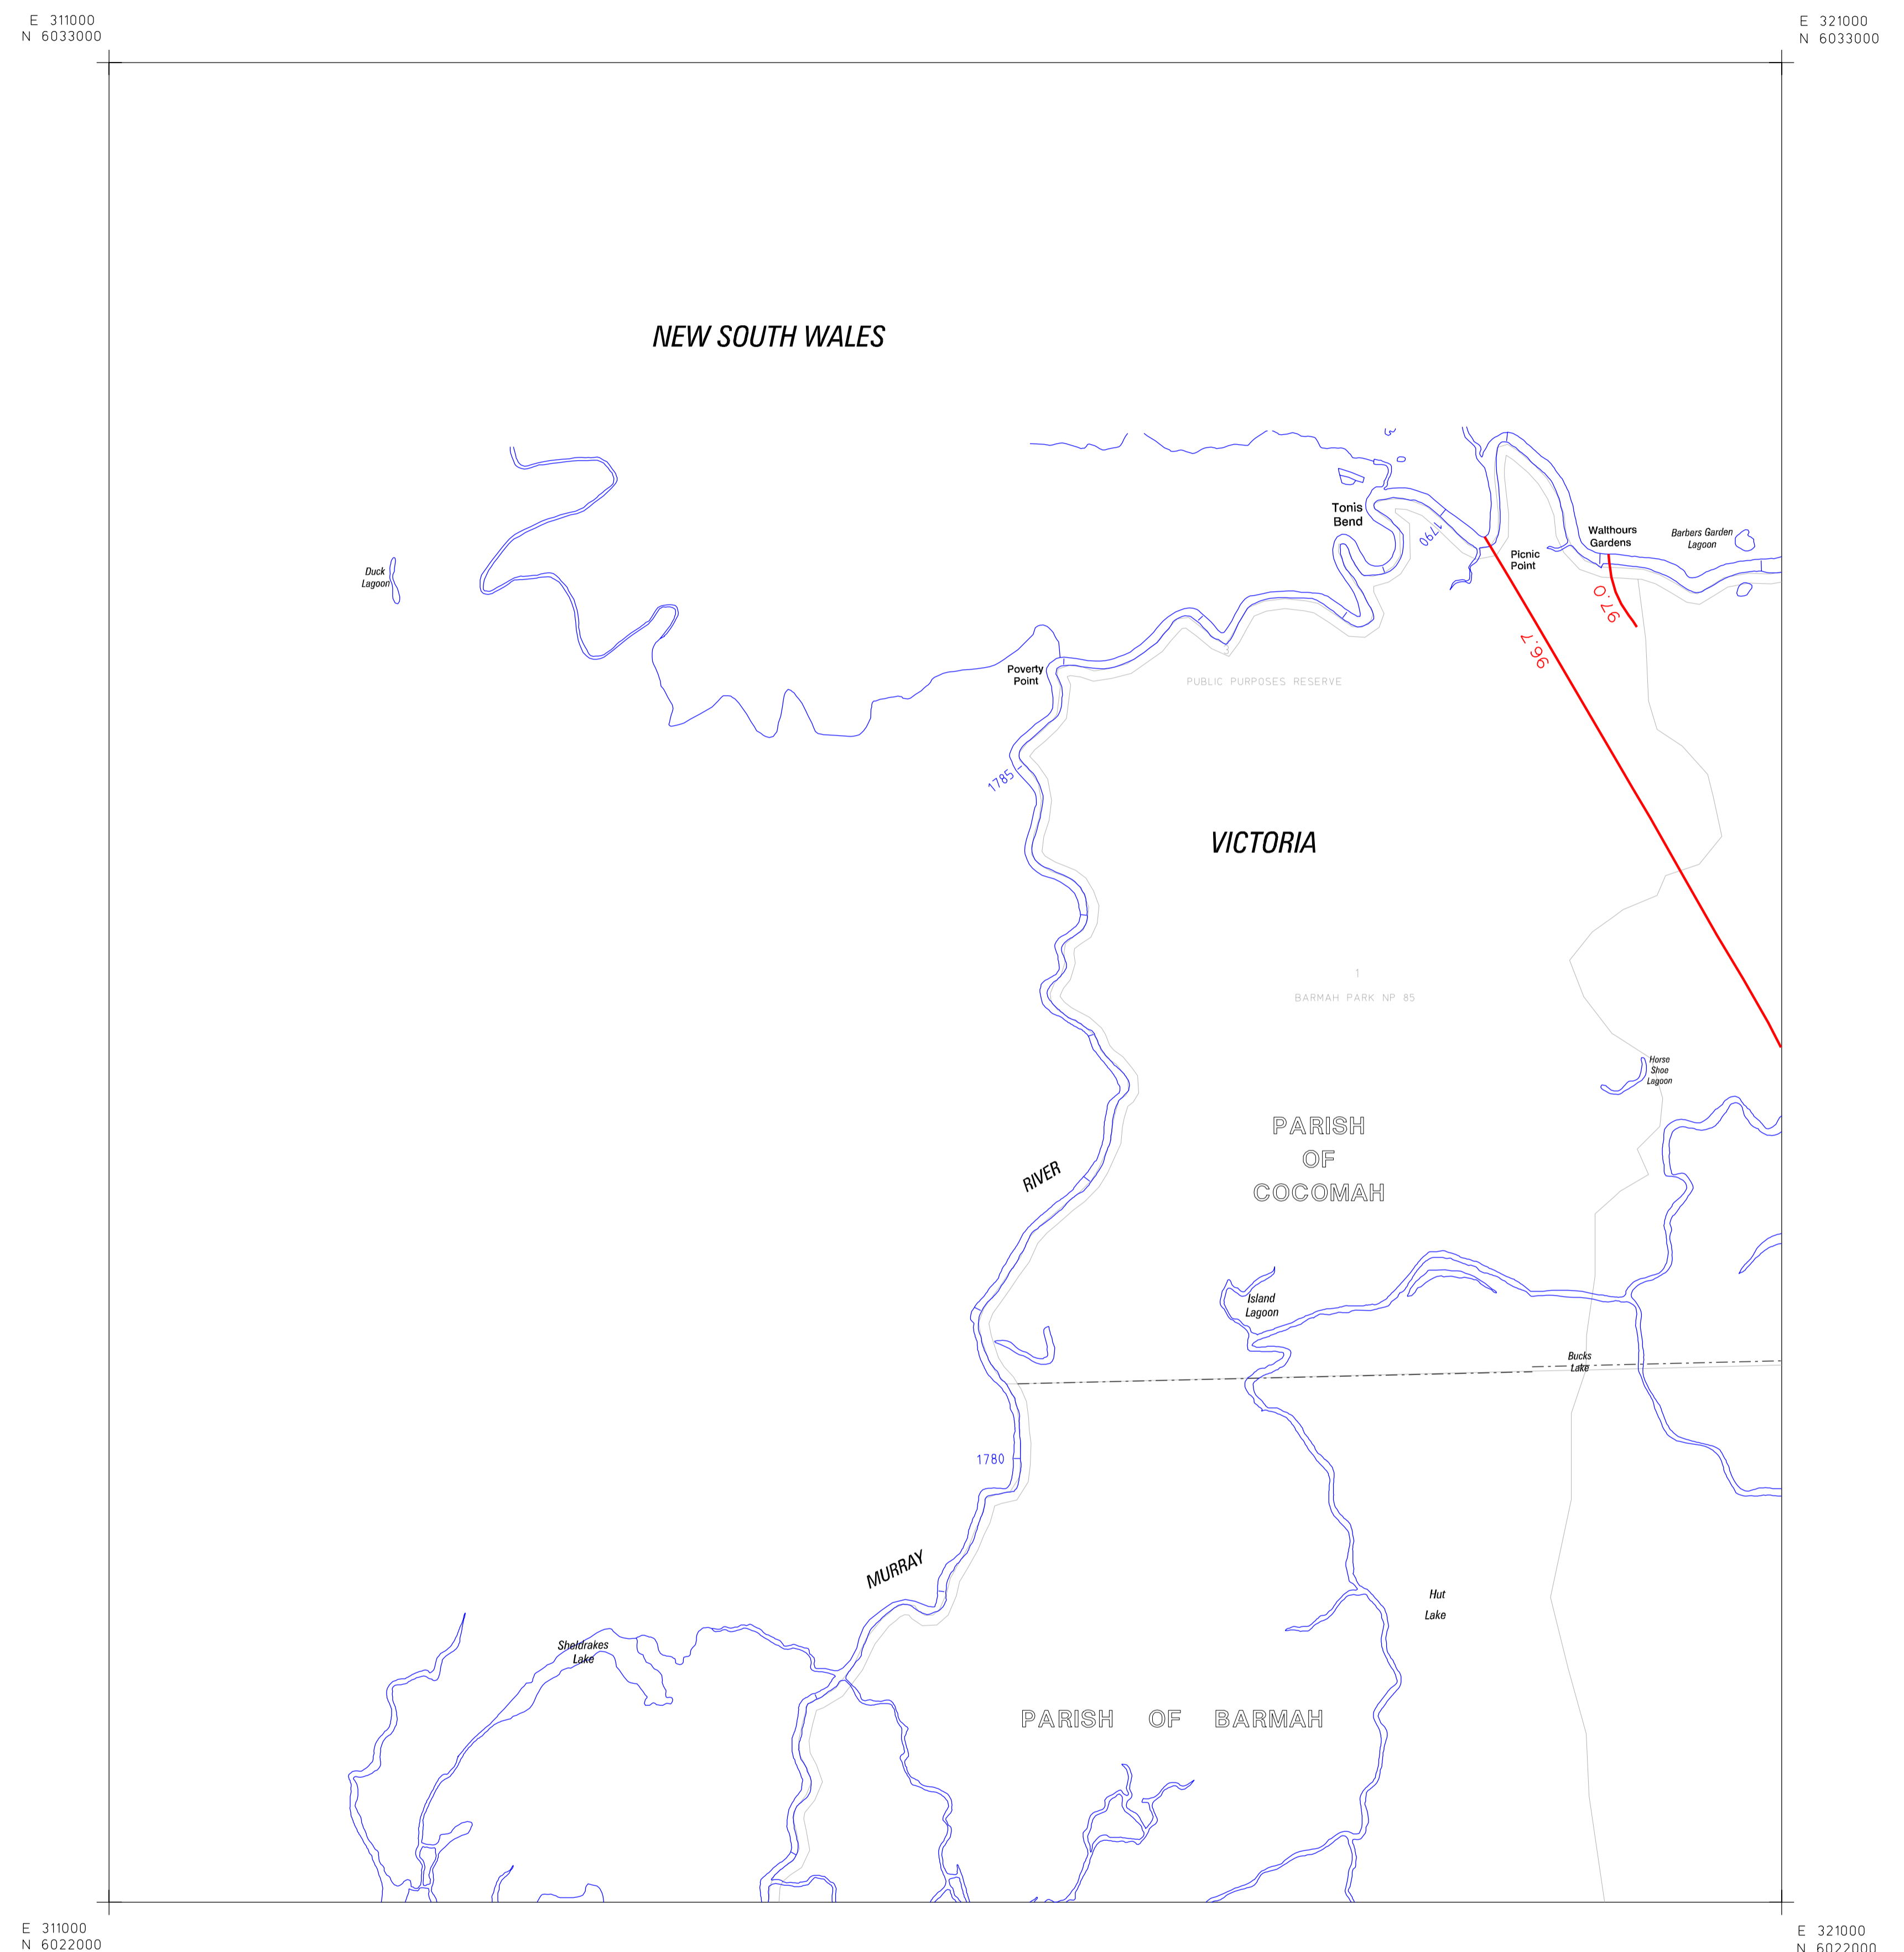 E 311000
N 6033000
E 321000
N 6033000
NEW SOUTH WALES
Tonis
Bend
1790
Picnic
Point
Walthours
Gardens
Barbers Garden
Lagoon
Duck
Lagoon
97.0
96.7
3
Poverty
Point
PUBLIC PURPOSES RESERVE
1785
VICTORIA
1
BARMAH PARK NP 85
Horse
Shoe
Lagoon
PARISH
OF
COCOMAH
RIVER
Island
Lagoon
Bucks
Lake
1780
MURRAY
Hut
Lake
Sheldrakes
Lake
PARISH OF BARMAH
E 311000
N 6022000
E 321000
N 6022000